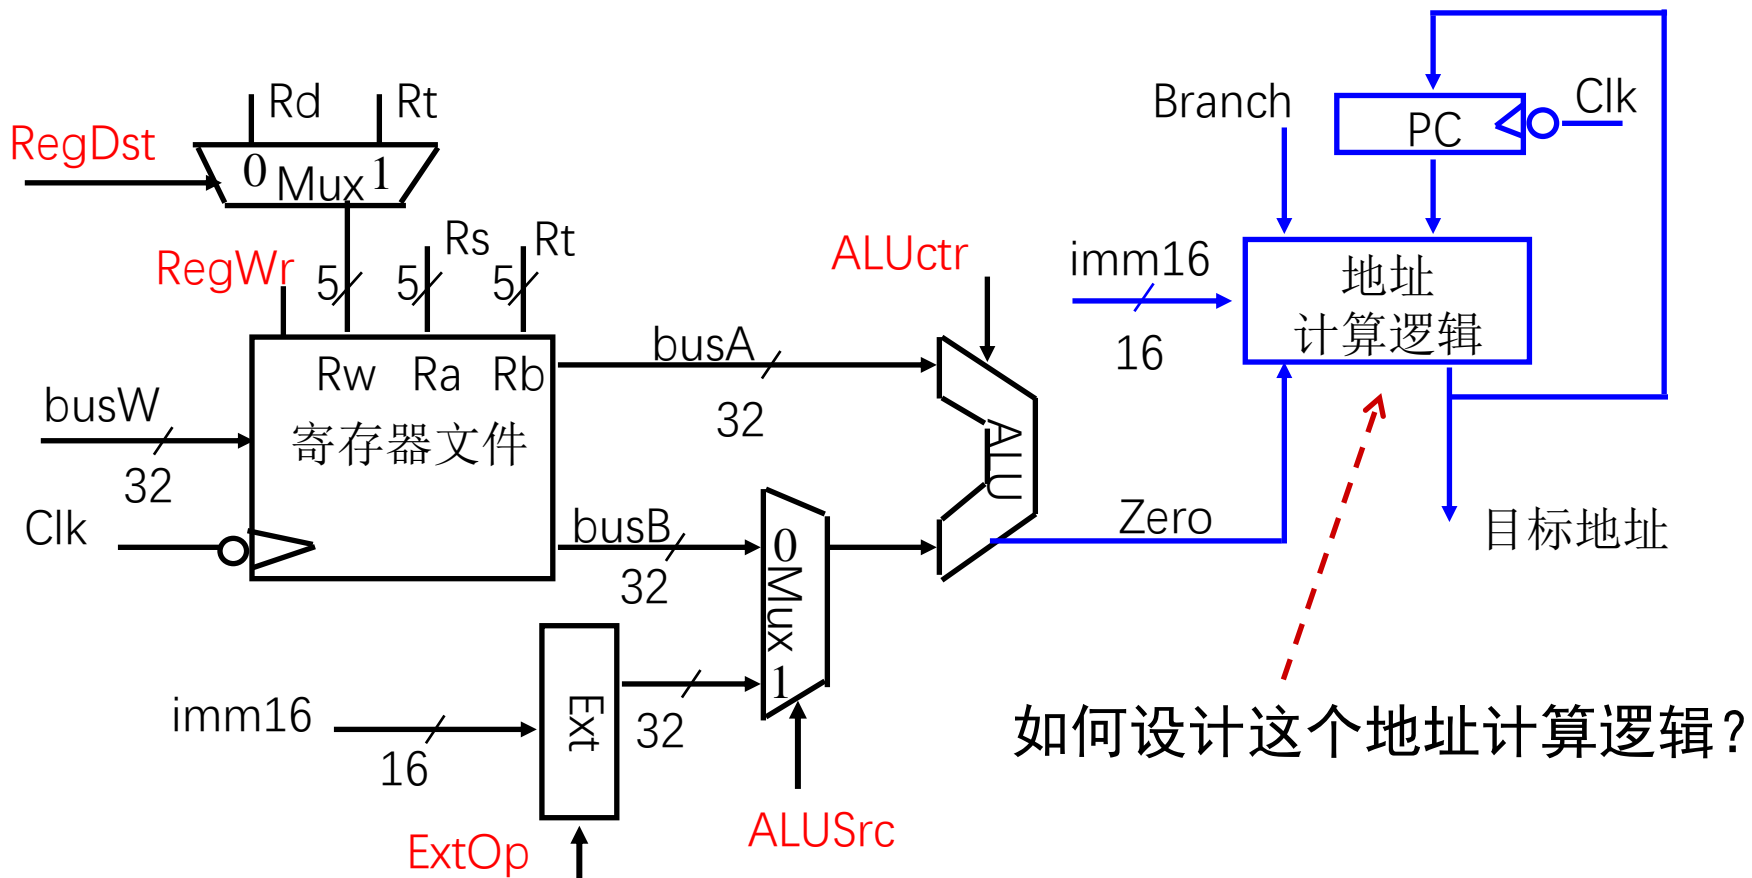 Rd
Rt
Branch
Clk
RegDst
0
Mux
1
PC
Rs
Rt
RegWr
5
5
5
ALUctr
imm16
地址
计算逻辑
16
busA
32
Rw
Ra
Rb
busW
32
寄存器文件
ALU
Clk
busB
32
0
Mux
1
Zero
目标地址
imm16
16
Ext
32
如何设计这个地址计算逻辑?
ExtOp
ALUSrc